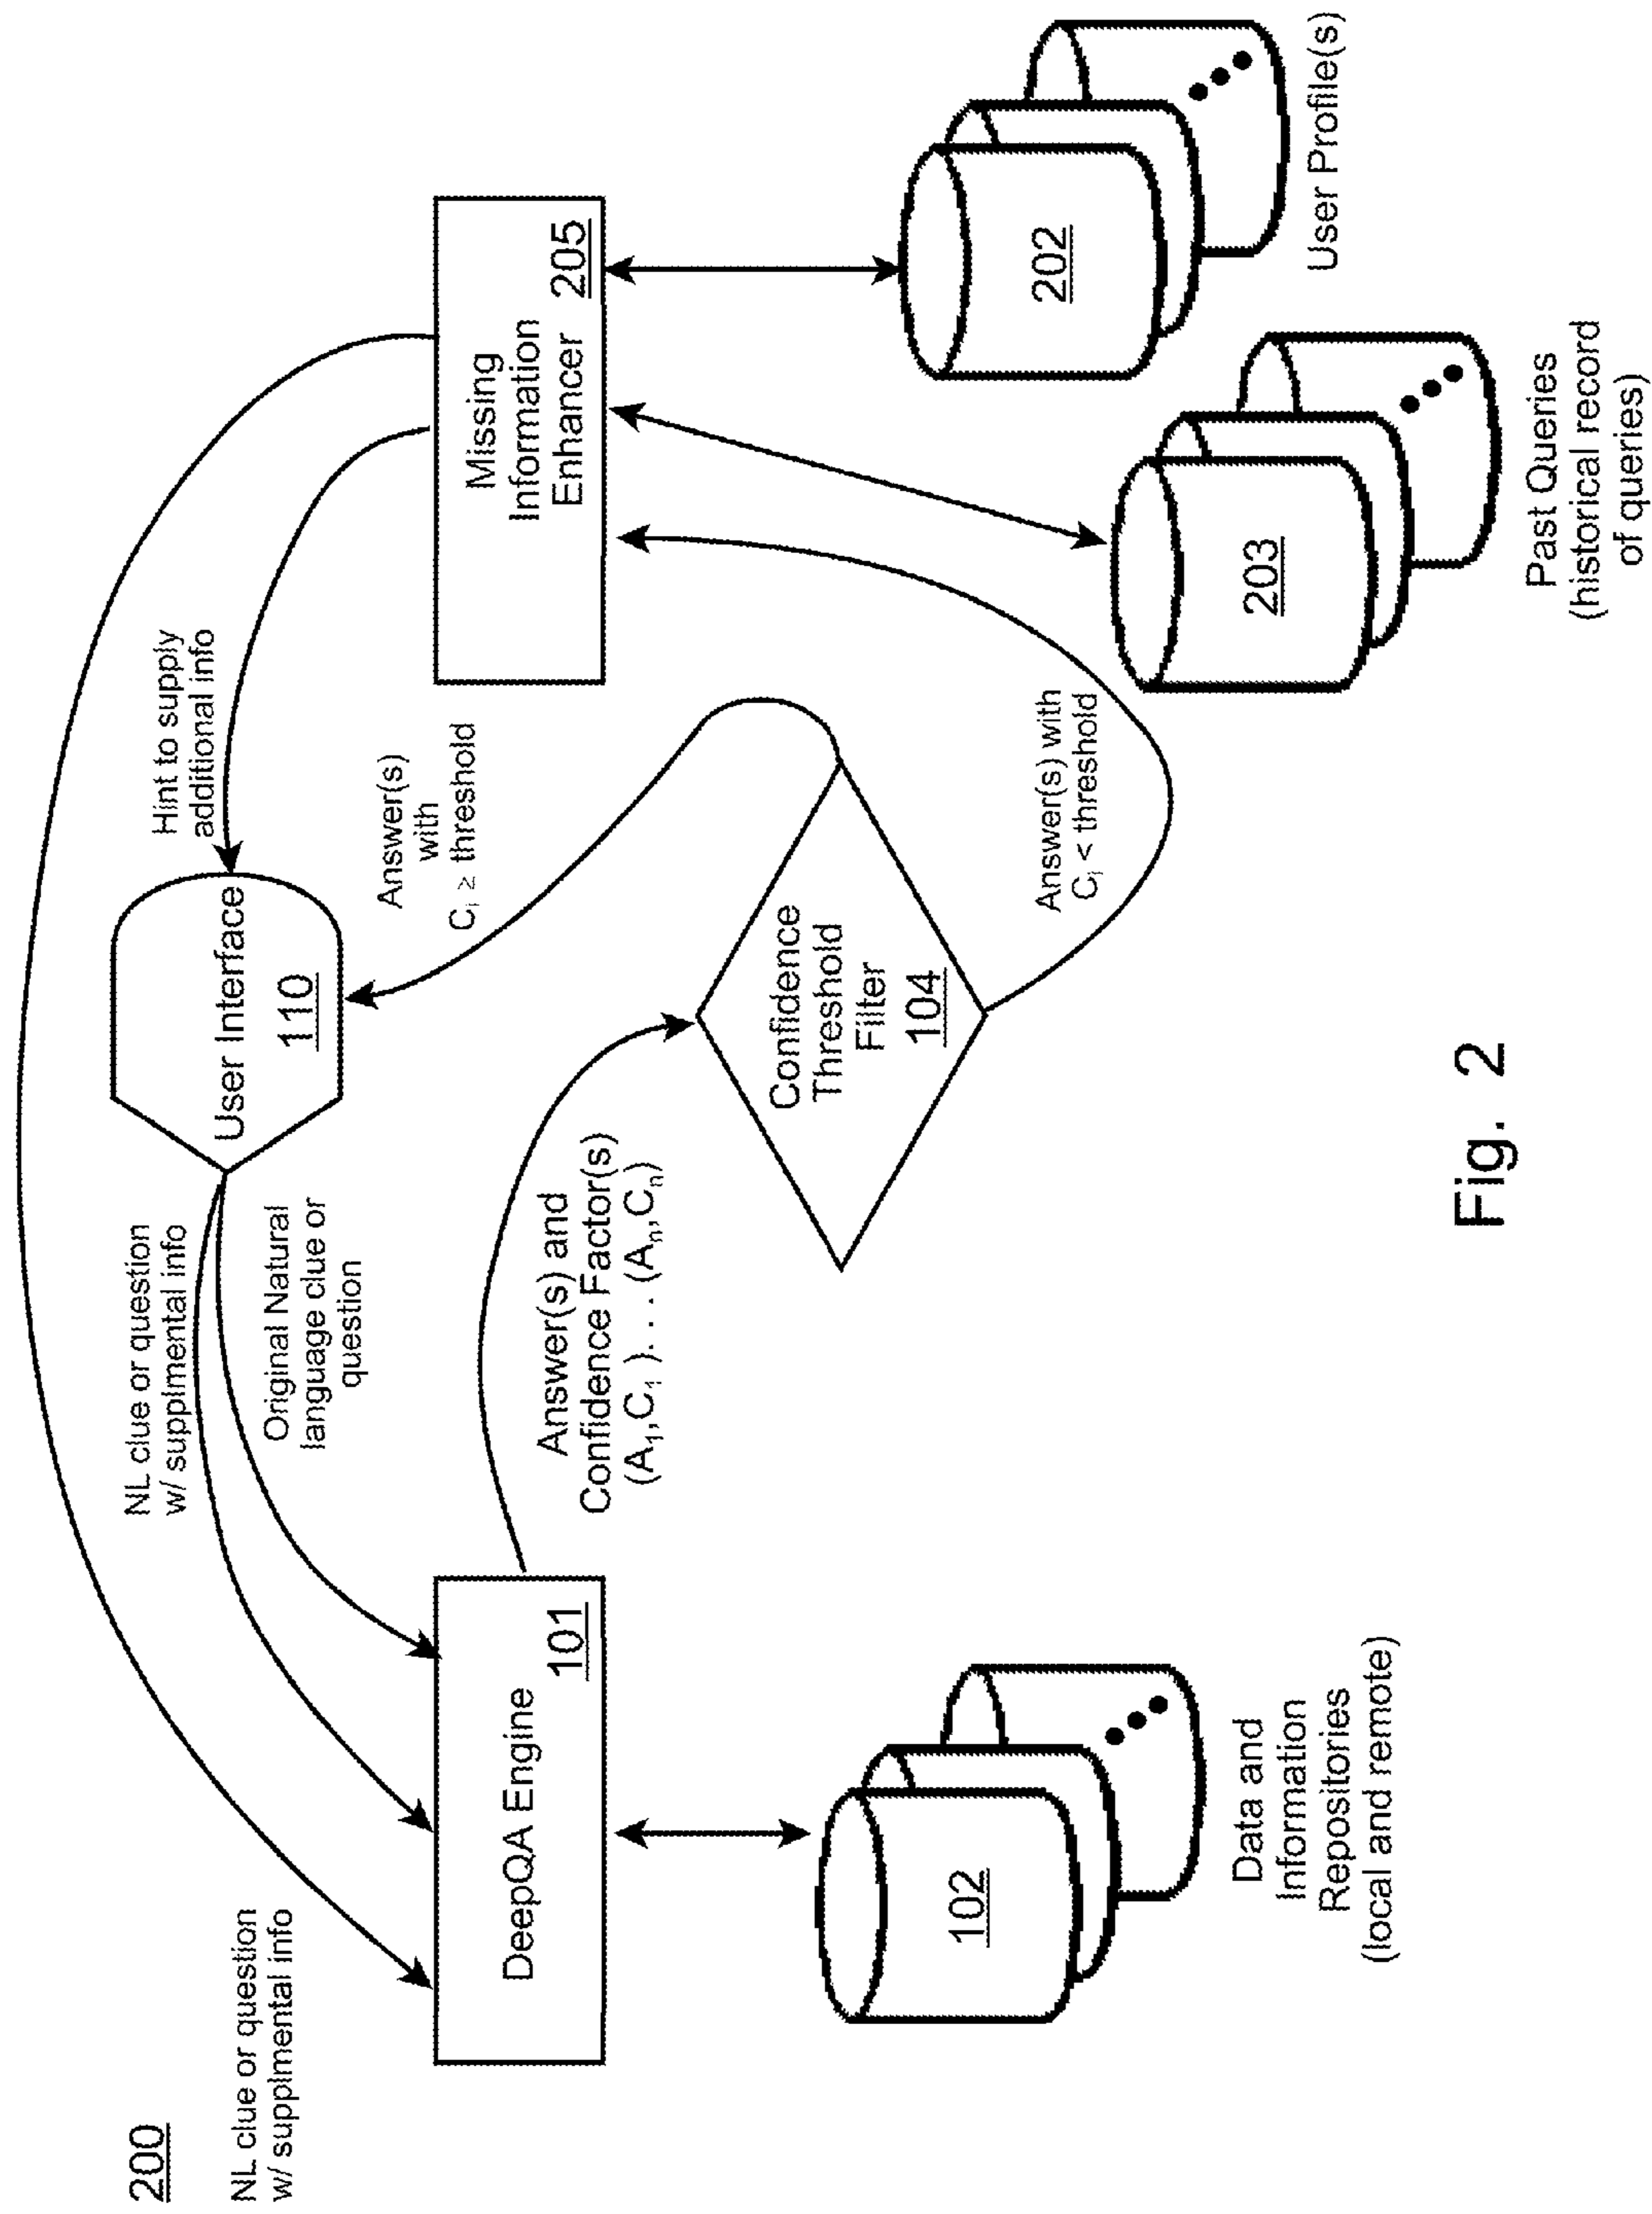 200
NL clue or question
w/ supplmental info
NL clue or question
w/ supplmental info
Original Natural
language clue or
question
User Interface
110
Hint to supply
additional info
Answer(s)
with
Cᵢ ≥ threshold
DeepQA Engine
101
Answer(s) and
Confidence Factor(s)
(A₁,C₁). . . (Aₙ,Cₙ)
Confidence
Threshold
Filter
104
Answer(s) with
Cᵢ < threshold
Missing
Information
Enhancer
205
102
Data and
Information
Repositories
(local and remote)
203
Past Queries
(historical record
of queries)
202
User Profile(s)
Fig. 2